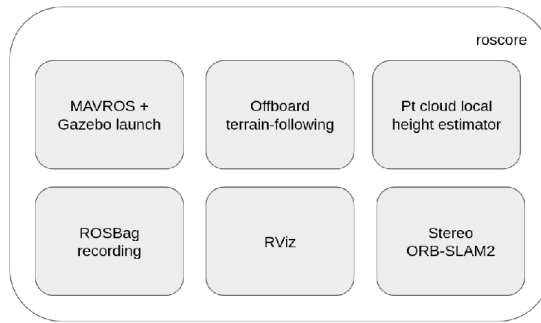 roscore
MAVROS +
Gazebo launch
Offboard
terrain-following
Pt cloud local
height estimator
ROSBag
recording
RViz
Stereo
ORB-SLAM2